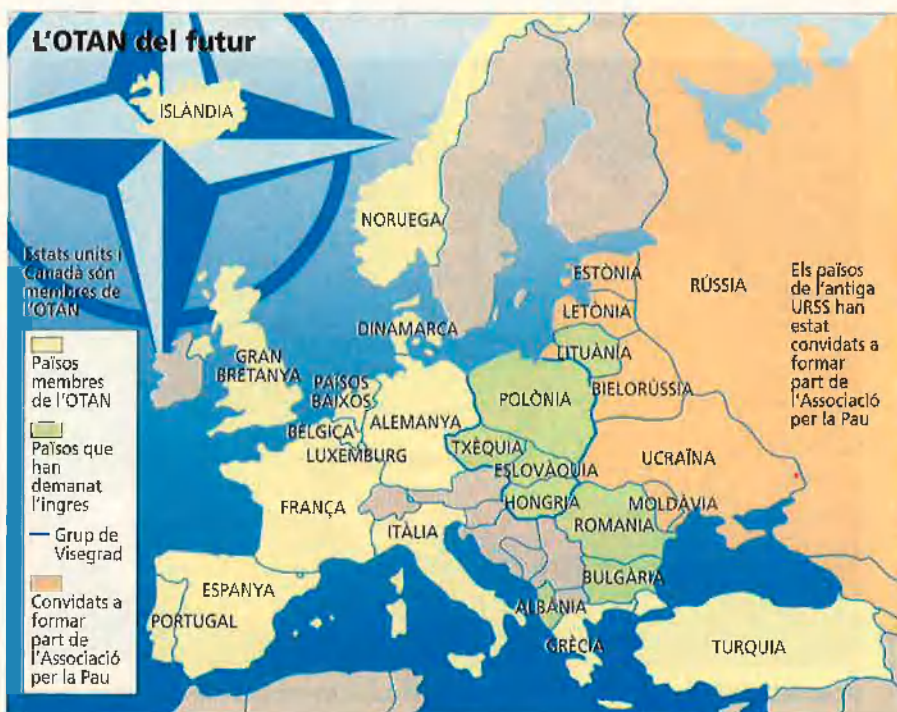 L'OTAN del futur
ISLÀNDIA
NORUEGA
Estats units i
Canadà són
membres de
l'OTAN
Països
membres
de l'OTAN
Països que
han
demanat
l'ingres
Grup de
Visegrad
Convidats a
formar
part de
l'Associació
per la Pau
ESTÒNIA
RÚSSIA
Els països
de l'antiga
URSS han
estat
convidats a
formar
part de
l'Associació
per la Pau
LETÒNIA
DINAMARCA
LITUÀNIA
GRAN
BRETANYA
PAÏSOS
BAIXOS
BIELORÚSSIA
POLÒNIA
ALEMANYA
BÈLGICA
TXÈQUIA
LUXEMBURG
ESLOVÀQUIA
UCRAÏNA
FRANÇA
HONGRIA
MOLDÀVIA
ROMANIA
ITÀLIA
BULGÀRIA
ESPANYA
PORTUGAL
ALBÀNIA
GRÈCIA
TURQUIA